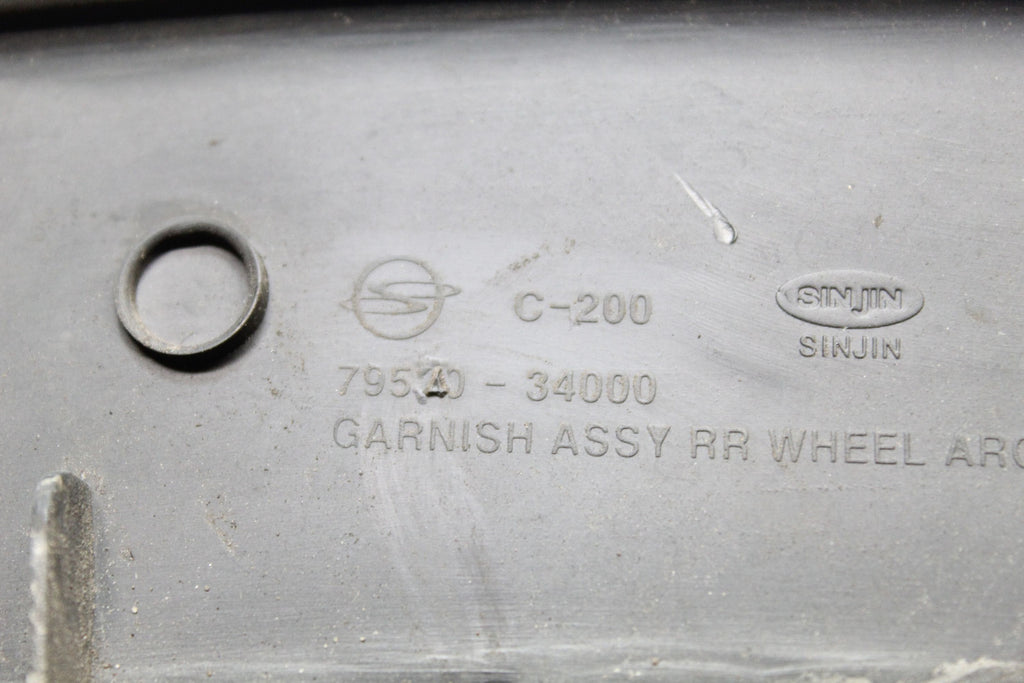 C-200
SINJIN
SINJIN
34000
GARNISH ASSY RR WHEEL